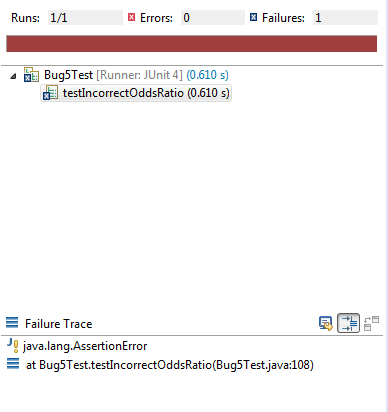 Runs: 1/1 Errors: 0 Failures: 1
Bug5Test [Runner: JUnit 4] (0.610 s)
testIncorrectOddsRatio (0.610 s)
Failure Trace
java.lang.AssertionError
at Bug5Test.testIncorrectOddsRatio(Bug5Test.java:108)